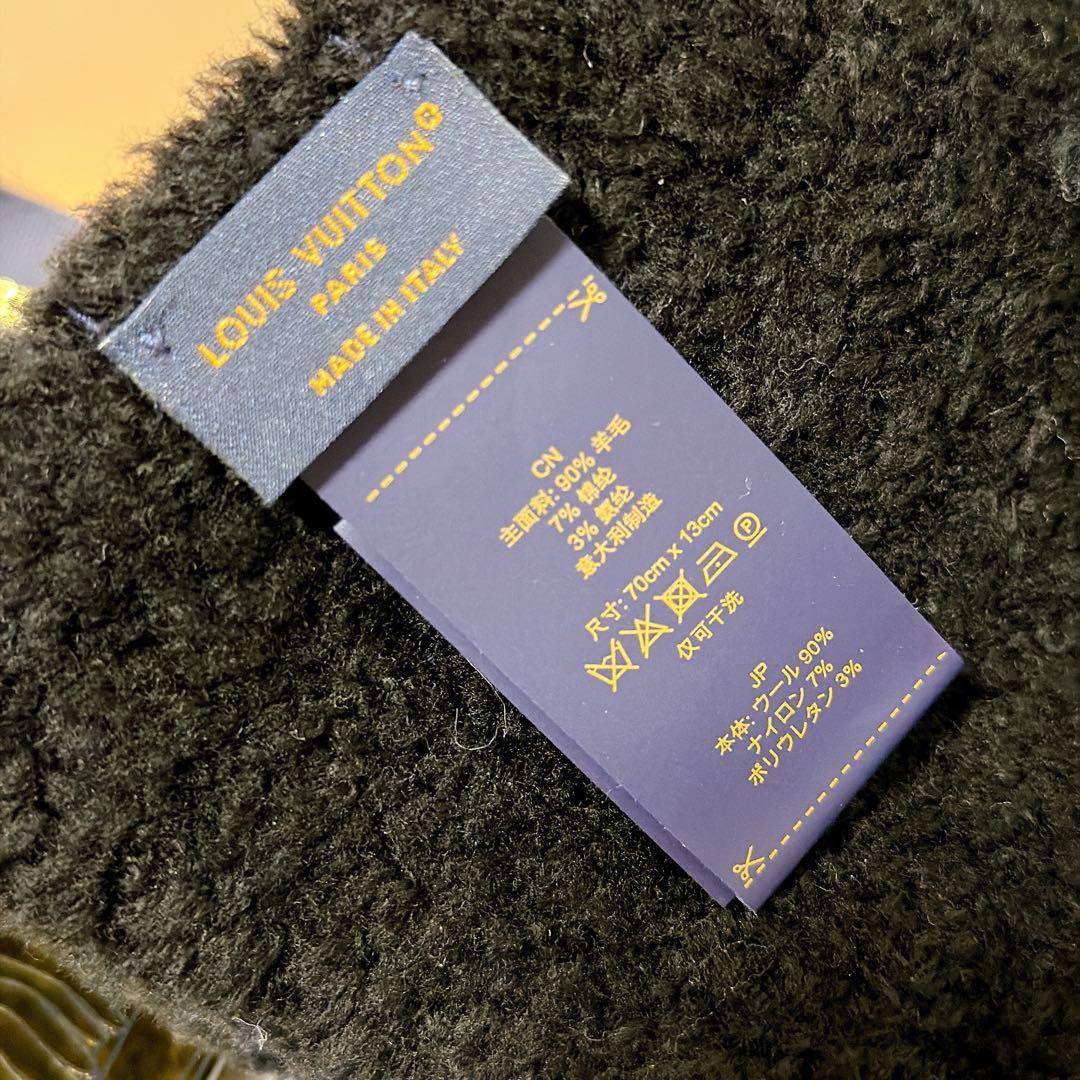 LOUIS VUITTON®
PARIS
MADE IN ITALY
CN
主面料: 90% 羊毛
7% 锦纶
3% 氨纶
意大利制造
尺寸: 70cm x 13cm
P
仅可干洗
JP
本体: ウール 90%
ナイロン 7%
ポリウレタン 3%